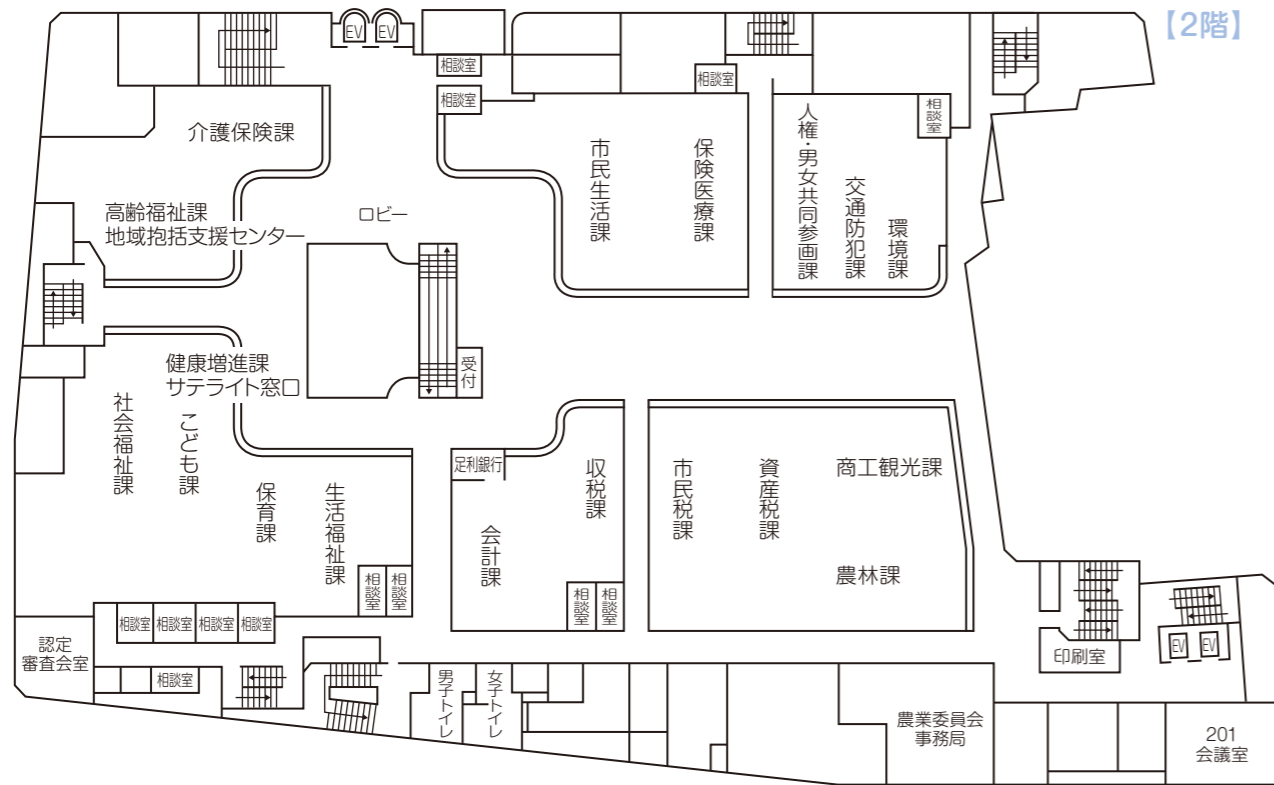 【2階】
EV
EV
相談室
相談室
相談室
相談室
介護保険課
市民生活課
保険医療課
人権・男女共同参画課
交通防犯課
環境課
高齢福祉課
地域抱括支援センター
ロビー
受付
健康増進課
サテライト窓口
社会福祉課
こども課
保育課
生活福祉課
相談室
相談室
足利銀行
会計課
収税課
相談室
相談室
市民税課
資産税課
商工観光課
農林課
認定
審査会室
相談室
相談室
相談室
相談室
相談室
男子トイレ
女子トイレ
農業委員会
事務局
印刷室
EV
EV
201
会議室